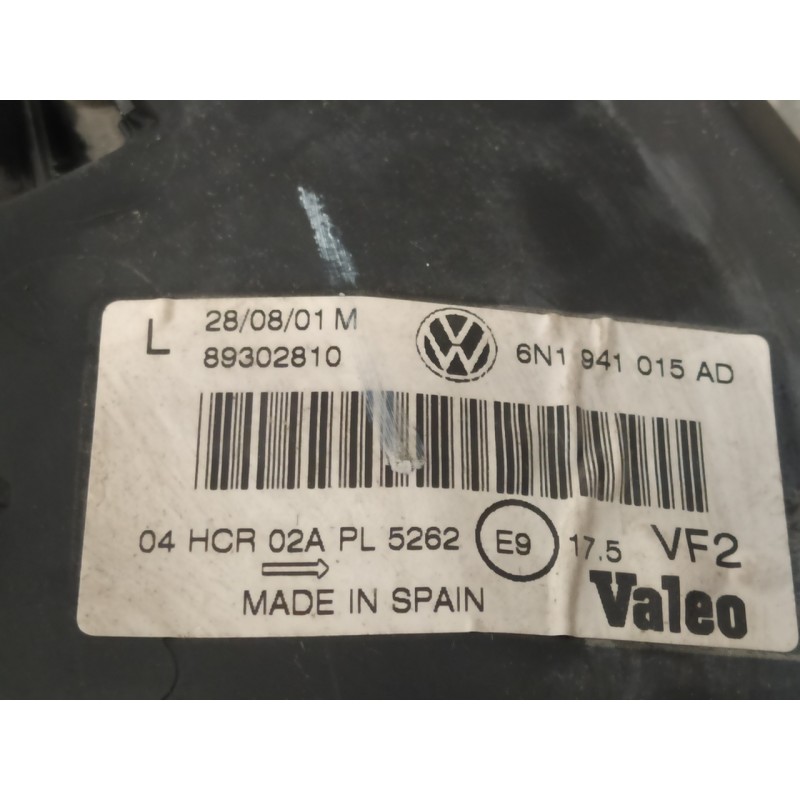 L 28/08/01 M
89302810
VW 6N1 941 015 AD
04 HCR 02A PL 5262 E9 17.5 VF2
MADE IN SPAIN
Valeo